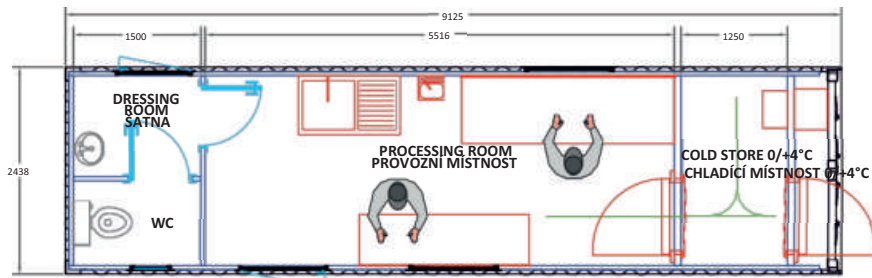 9125
1500
5516
1250
2438
DRESSING
ROOM
ŠATNA
PROCESSING ROOM
PROVOZNÍ MÍSTNOST
COLD STORE 0/+4°C
CHLADÍCÍ MÍSTNOST 0/+4°C
WC